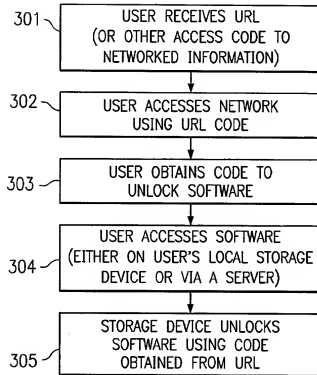 301
USER RECEIVES URL
(OR OTHER ACCESS CODE TO
NETWORKED INFORMATION)
302
USER ACCESSES NETWORK
USING URL CODE
303
USER OBTAINS CODE TO
UNLOCK SOFTWARE
304
USER ACCESSES SOFTWARE
(EITHER ON USER'S LOCAL STORAGE
DEVICE OR VIA A SERVER)
305
STORAGE DEVICE UNLOCKS
SOFTWARE USING CODE
OBTAINED FROM URL